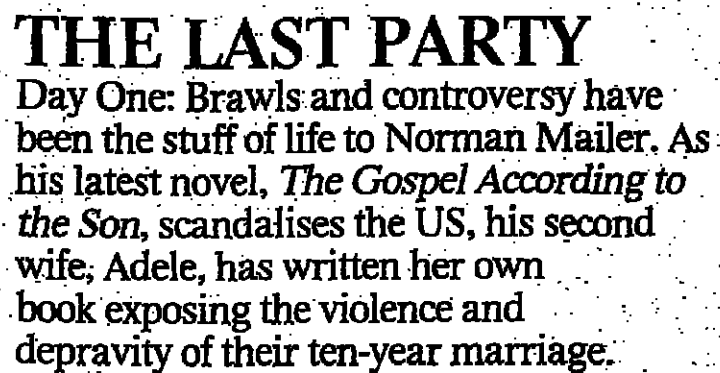 THE LAST PARTY
Day One: Brawls and controversy have
been the stuff of life to Norman Mailer. As
his latest novel, The Gospel According to
the Son, scandalises the US, his second
wife, Adele, has written her own
book exposing the violence and
depravity of their ten-year marriage.